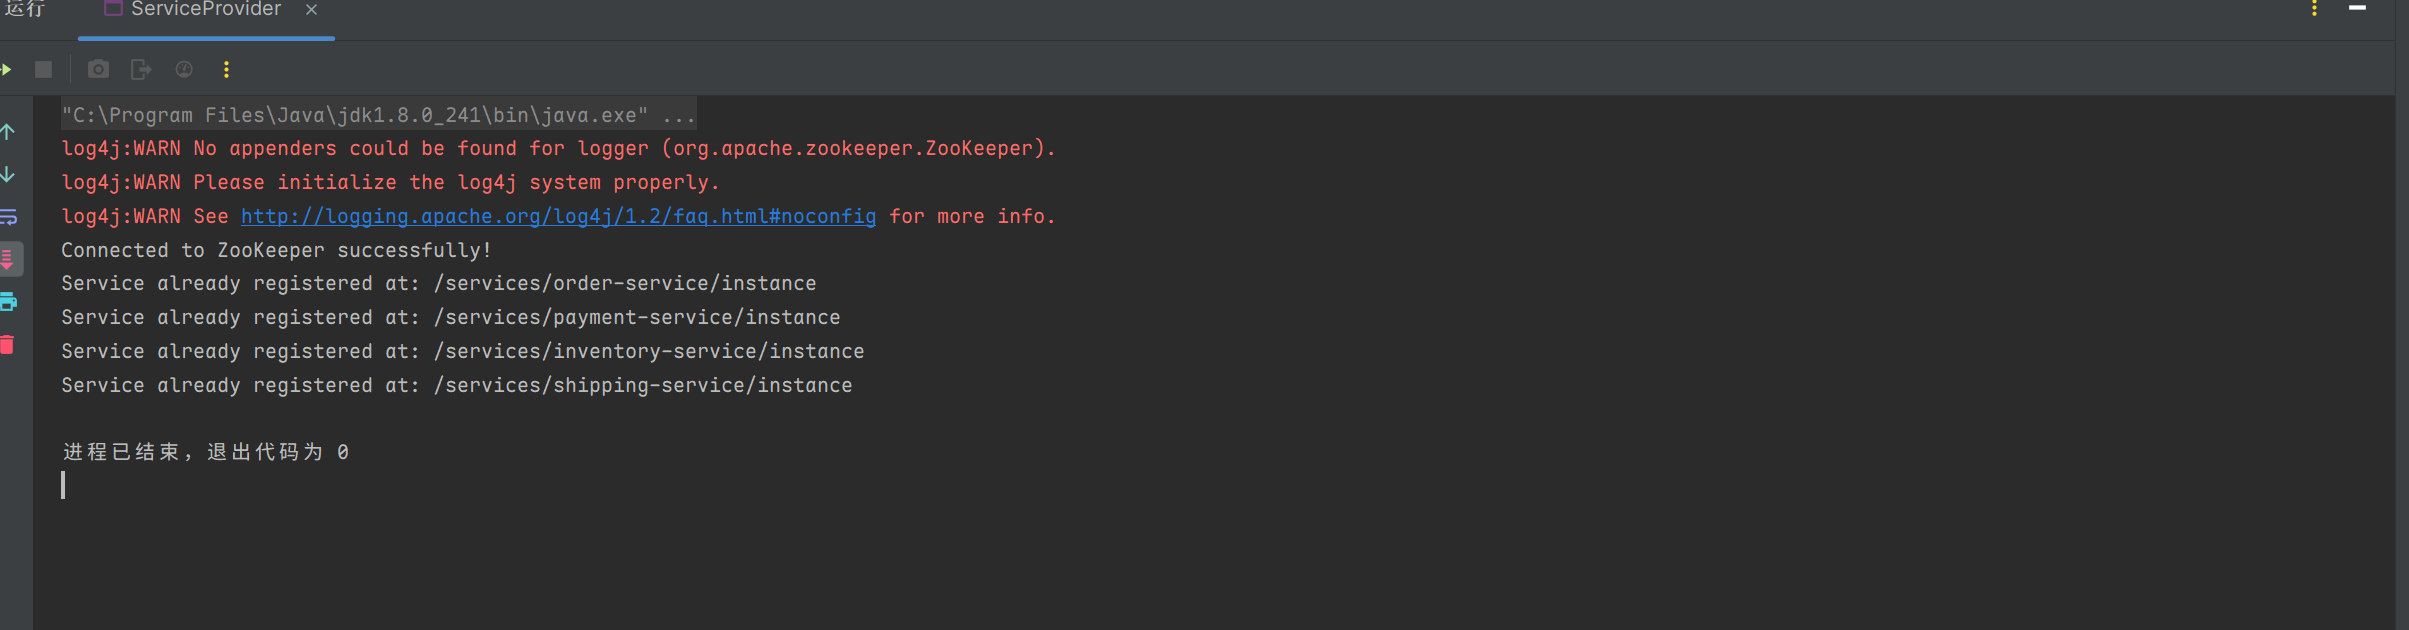 运行 ServiceProvider ×
"C:\Program Files\Java\jdk1.8.0_241\bin\java.exe" ...
log4j:WARN No appenders could be found for logger (org.apache.zookeeper.ZooKeeper).
log4j:WARN Please initialize the log4j system properly.
log4j:WARN See http://logging.apache.org/log4j/1.2/faq.html#noconfig for more info.
Connected to ZooKeeper successfully!
Service already registered at: /services/order-service/instance
Service already registered at: /services/payment-service/instance
Service already registered at: /services/inventory-service/instance
Service already registered at: /services/shipping-service/instance
进程已结束，退出代码为 0